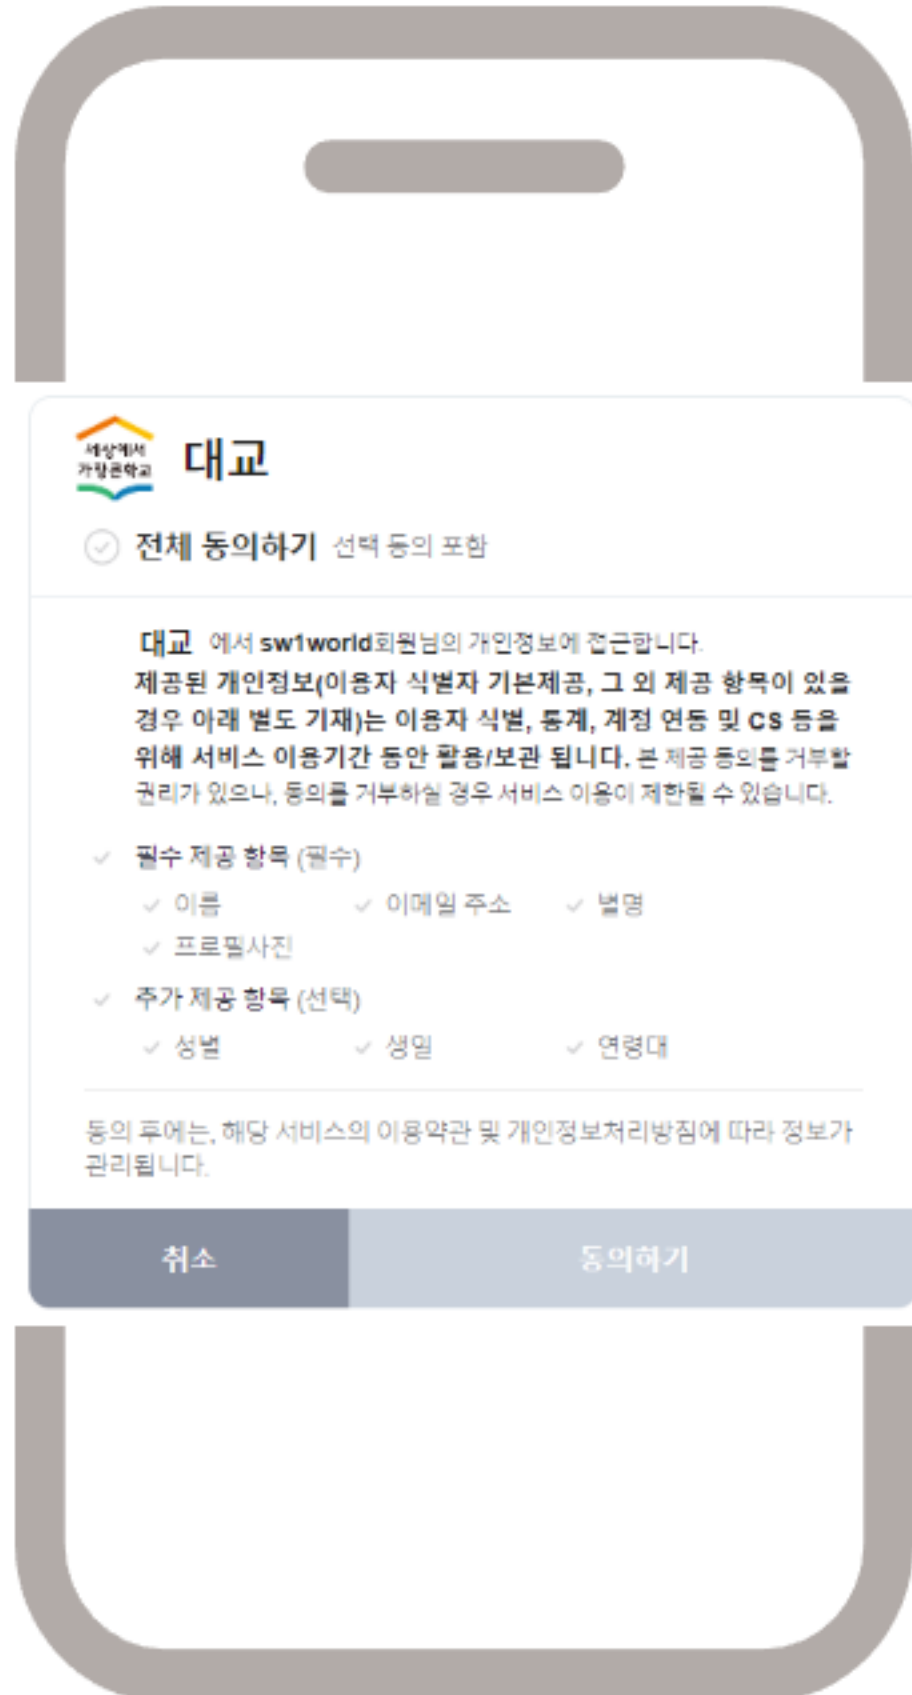 세상에서
가장큰학교
대교
전체 동의하기 선택 동의 포함
대교 에서 sw1world회원님의 개인정보에 접근합니다.
제공된 개인정보(이용자 식별자 기본제공, 그 외 제공 항목이 있을
경우 아래 별도 기재)는 이용자 식별, 통계, 계정 연동 및 CS 등을
위해 서비스 이용기간 동안 활용/보관 됩니다. 본 제공 동의를 거부할
권리가 있으나, 동의를 거부하실 경우 서비스 이용이 제한될 수 있습니다.
필수 제공 항목 (필수)
이름 이메일 주소 별명
프로필사진
추가 제공 항목 (선택)
성별 생일 연령대
동의 후에는, 해당 서비스의 이용약관 및 개인정보처리방침에 따라 정보가
관리됩니다.
취소 동의하기